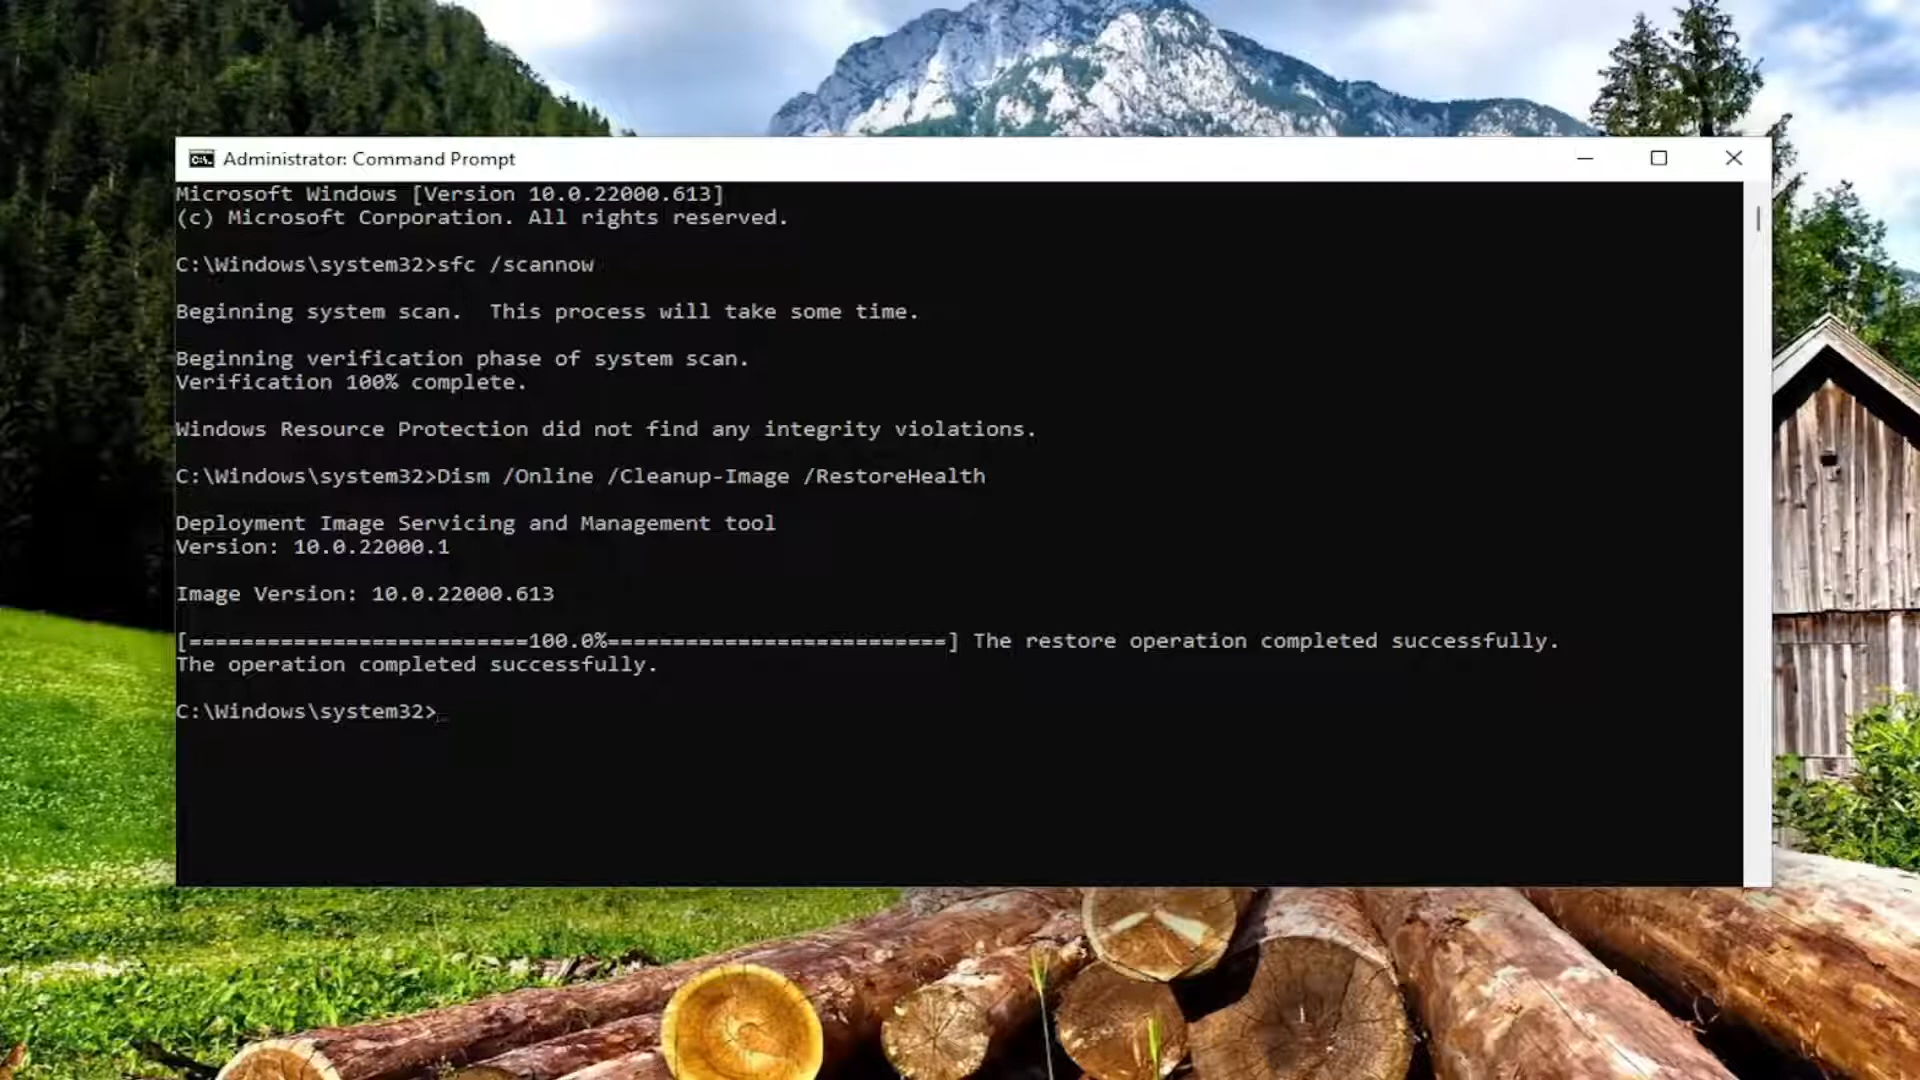 Administrator: Command Prompt
Microsoft Windows [Version 10.0.22000.613]
(c) Microsoft Corporation. All rights reserved.
C:\Windows\system32>sfc /scannow
Beginning system scan.  This process will take some time.
Beginning verification phase of system scan.
Verification 100% complete.
Windows Resource Protection did not find any integrity violations.
C:\Windows\system32>Dism /Online /Cleanup-Image /RestoreHealth
Deployment Image Servicing and Management tool
Version: 10.0.22000.1
Image Version: 10.0.22000.613
[==========================100.0%==========================] The restore operation completed successfully.
The operation completed successfully.
C:\Windows\system32>